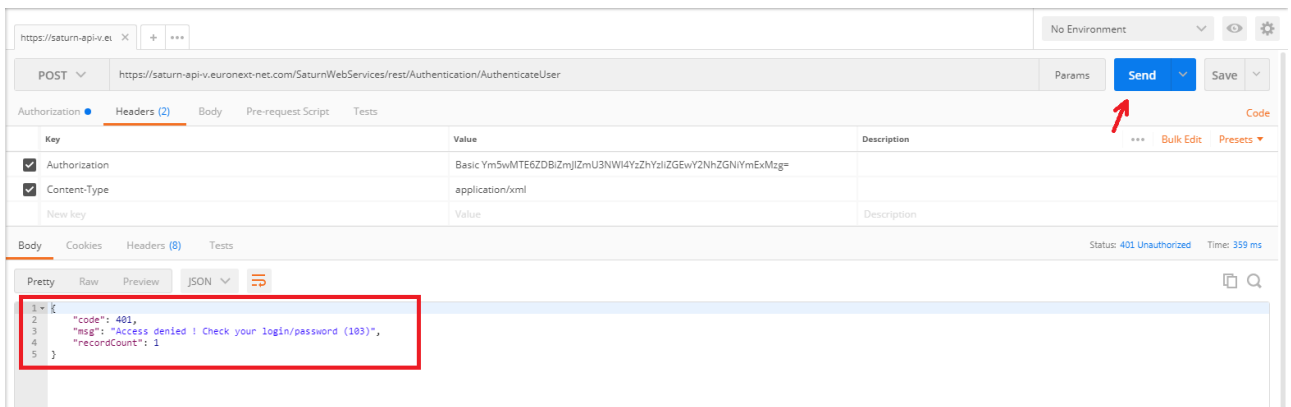 https://saturn-api-v.eu × + •••
No Environment
POST https://saturn-api-v.euronext-net.com/SaturnWebServices/rest/Authentication/AuthenticateUser Params Send Save
Authorization Headers (2) Body Pre-request Script Tests Code
Key Value Description ••• Bulk Edit Presets
Authorization Basic Ym5wMTE6ZDBiZmJlZmU3NWI4YzZhYzliZGEwY2NhZGNiYmExMzg=
Content-Type application/xml
New key Value Description
Body Cookies Headers (8) Tests Status: 401 Unauthorized Time: 359 ms
Pretty Raw Preview JSON
1 {
2 "code": 401,
3 "msg": "Access denied ! Check your login/password (103)",
4 "recordCount": 1
5 }